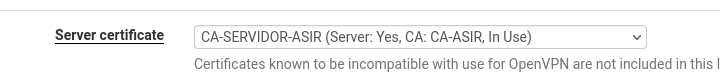 Server certificate
CA-SERVIDOR-ASIR (Server: Yes, CA: CA-ASIR, In Use)
Certificates known to be incompatible with use for OpenVPN are not included in this